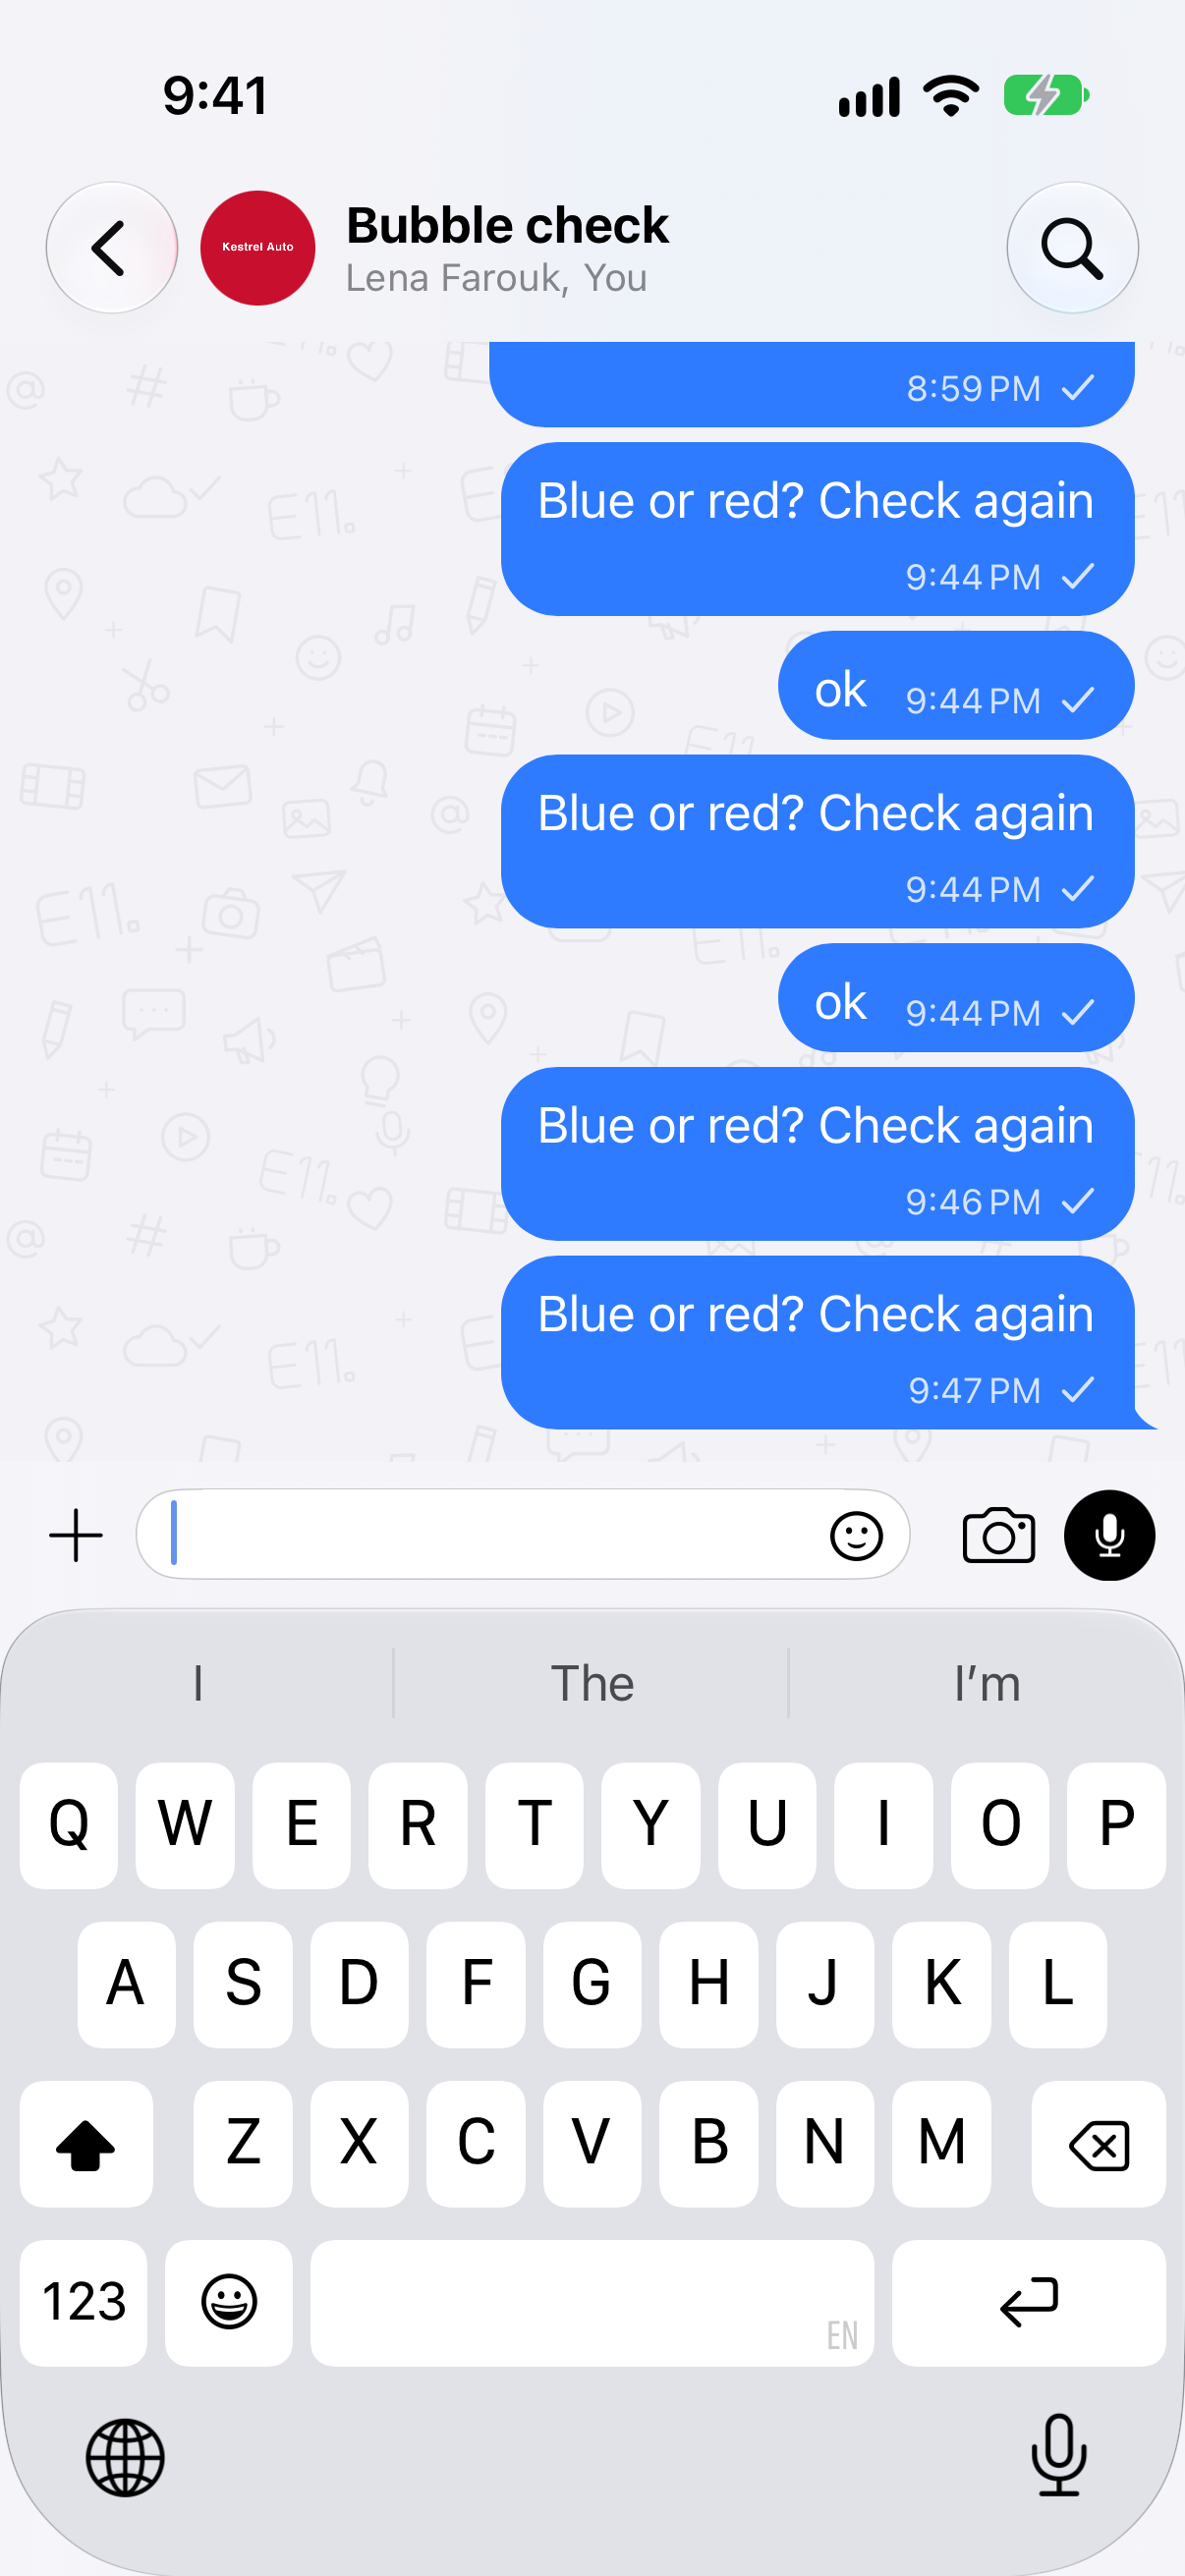 9:41
Kestrel Auto
Bubble check
Lena Farouk, You
8:59 PM
Blue or red? Check again
9:44 PM
ok 9:44 PM
Blue or red? Check again
9:44 PM
ok 9:44 PM
Blue or red? Check again
9:46 PM
Blue or red? Check again
9:47 PM
I The I’m
Q W E R T Y U I O P
A S D F G H J K L
Z X C V B N M
123 EN